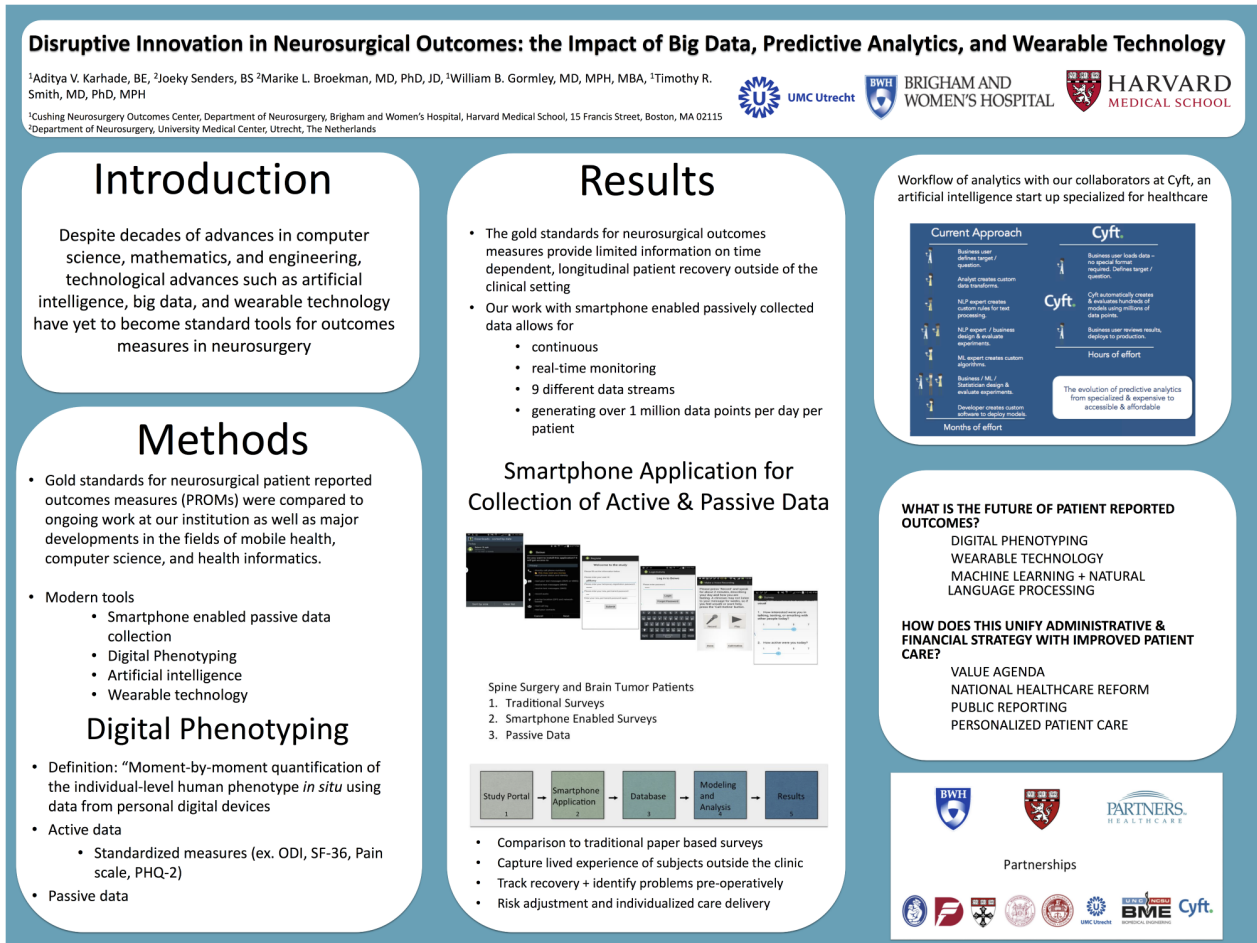 Disruptive Innovation in Neurosurgical Outcomes: the Impact of Big Data, Predictive Analytics, and Wearable Technology
¹Aditya V. Karhade, BE, ²Joeky Senders, BS ²Marike L. Broekman, MD, PhD, JD, ¹William B. Gormley, MD, MPH, MBA, ¹Timothy R.
Smith, MD, PhD, MPH
¹Cushing Neurosurgery Outcomes Center, Department of Neurosurgery, Brigham and Women's Hospital, Harvard Medical School, 15 Francis Street, Boston, MA 02115
²Department of Neurosurgery, University Medical Center, Utrecht, The Netherlands
UMC Utrecht
BWH
BRIGHAM AND
WOMEN'S HOSPITAL
HARVARD
MEDICAL SCHOOL
Introduction
Despite decades of advances in computer
science, mathematics, and engineering,
technological advances such as artificial
intelligence, big data, and wearable technology
have yet to become standard tools for outcomes
measures in neurosurgery
Methods
• Gold standards for neurosurgical patient reported
outcomes measures (PROMs) were compared to
ongoing work at our institution as well as major
developments in the fields of mobile health,
computer science, and health informatics.
• Modern tools
• Smartphone enabled passive data
collection
• Digital Phenotyping
• Artificial intelligence
• Wearable technology
Digital Phenotyping
• Definition: “Moment-by-moment quantification of
the individual-level human phenotype in situ using
data from personal digital devices
• Active data
• Standardized measures (ex. ODI, SF-36, Pain
scale, PHQ-2)
• Passive data
Results
• The gold standards for neurosurgical outcomes
measures provide limited information on time
dependent, longitudinal patient recovery outside of the
clinical setting
• Our work with smartphone enabled passively collected
data allows for
• continuous
• real-time monitoring
• 9 different data streams
• generating over 1 million data points per day per
patient
Smartphone Application for
Collection of Active & Passive Data
Spine Surgery and Brain Tumor Patients
1. Traditional Surveys
2. Smartphone Enabled Surveys
3. Passive Data
Study Portal
1
Smartphone
Application
2
Database
3
Modeling
and
Analysis
4
Results
5
• Comparison to traditional paper based surveys
• Capture lived experience of subjects outside the clinic
• Track recovery + identify problems pre-operatively
• Risk adjustment and individualized care delivery
Workflow of analytics with our collaborators at Cyft, an
artificial intelligence start up specialized for healthcare
Current Approach
Business user
defines target /
question.
Analyst creates custom
data transforms.
NLP expert creates
custom rules for text
processing.
NLP expert / business
design & evaluate
experiments.
ML expert creates custom
algorithms.
Business / ML /
Statistician design &
evaluate experiments.
Developer creates custom
software to deploy models.
Months of effort
Cyft.
Business user loads data –
no special format
required. Defines target /
question.
Cyft.
Cyft automatically creates
& evaluates hundreds of
models using millions of
data points.
Business user reviews results,
deploys to production.
Hours of effort
The evolution of predictive analytics
from specialized & expensive to
accessible & affordable
WHAT IS THE FUTURE OF PATIENT REPORTED
OUTCOMES?
DIGITAL PHENOTYPING
WEARABLE TECHNOLOGY
MACHINE LEARNING + NATURAL
LANGUAGE PROCESSING
HOW DOES THIS UNIFY ADMINISTRATIVE &
FINANCIAL STRATEGY WITH IMPROVED PATIENT
CARE?
VALUE AGENDA
NATIONAL HEALTHCARE REFORM
PUBLIC REPORTING
PERSONALIZED PATIENT CARE
BWH
PARTNERS.
HEALTHCARE
Partnerships
UMC Utrecht
UNC NCSU
BME
BIOMEDICAL ENGINEERING
Cyft.